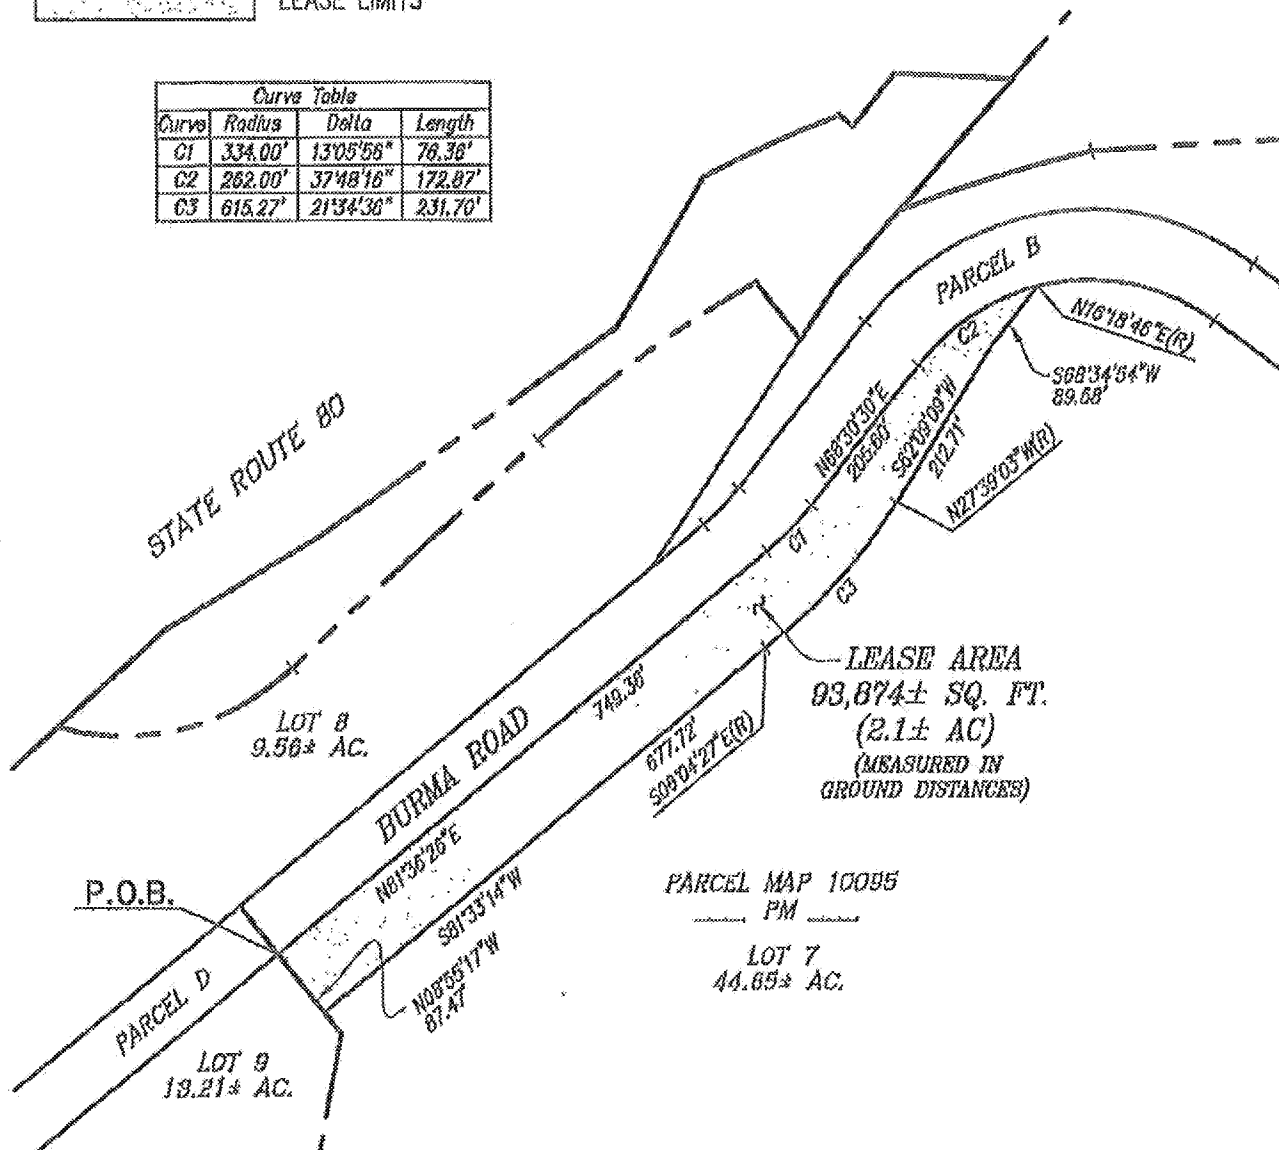 LEASE LIMITS
Curve Table
Curve Radius Delta Length
C1 334.00' 13°05'56" 76.36'
C2 262.00' 37°48'16" 172.87'
C3 615.27' 21°34'36" 231.70'
PARCEL B
C2
N16°18'46"E(R)
S68°34'54"W
89.68'
STATE ROUTE 80
N68°30'30"E
205.60'
S62°09'09"W
212.71'
N27°39'03"W(R)
C1
C3
LEASE AREA
93,874± SQ. FT.
(2.1± AC)
(MEASURED IN
GROUND DISTANCES)
749.36'
LOT 8
9.56± AC.
677.72'
S06°04'27"E(R)
BURMA ROAD
N81°36'26"E
S81°33'14"W
P.O.B.
PARCEL MAP 10095
PM
LOT 7
44.65± AC.
N08°55'17"W
87.47'
PARCEL D
LOT 9
AC.